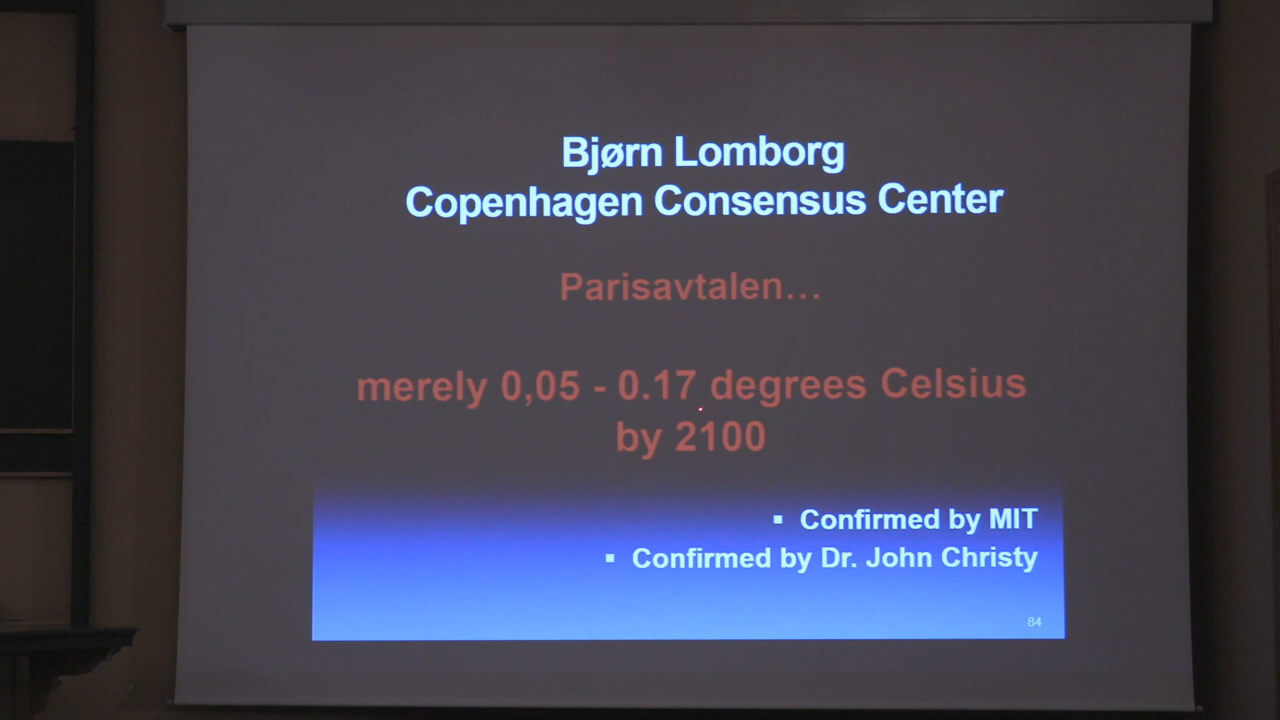 Bjørn Lomborg
Copenhagen Consensus Center
Parisavtalen…
merely 0,05 - 0.17 degrees Celsius
by 2100
▪ Confirmed by MIT
▪ Confirmed by Dr. John Christy
84